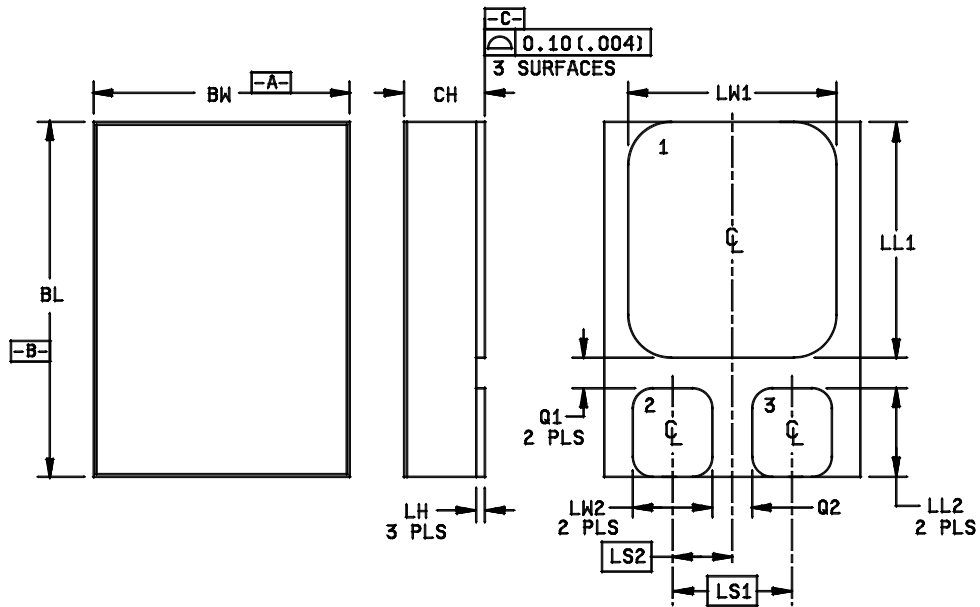 -C-
0.10(.004)
3 SURFACES
BW
-A-
CH
LW1
1
℄
LL1
BL
-B-
Q1
2 PLS
2
℄
3
℄
LH
3 PLS
LW2
2 PLS
Q2
LL2
2 PLS
LS2
LS1